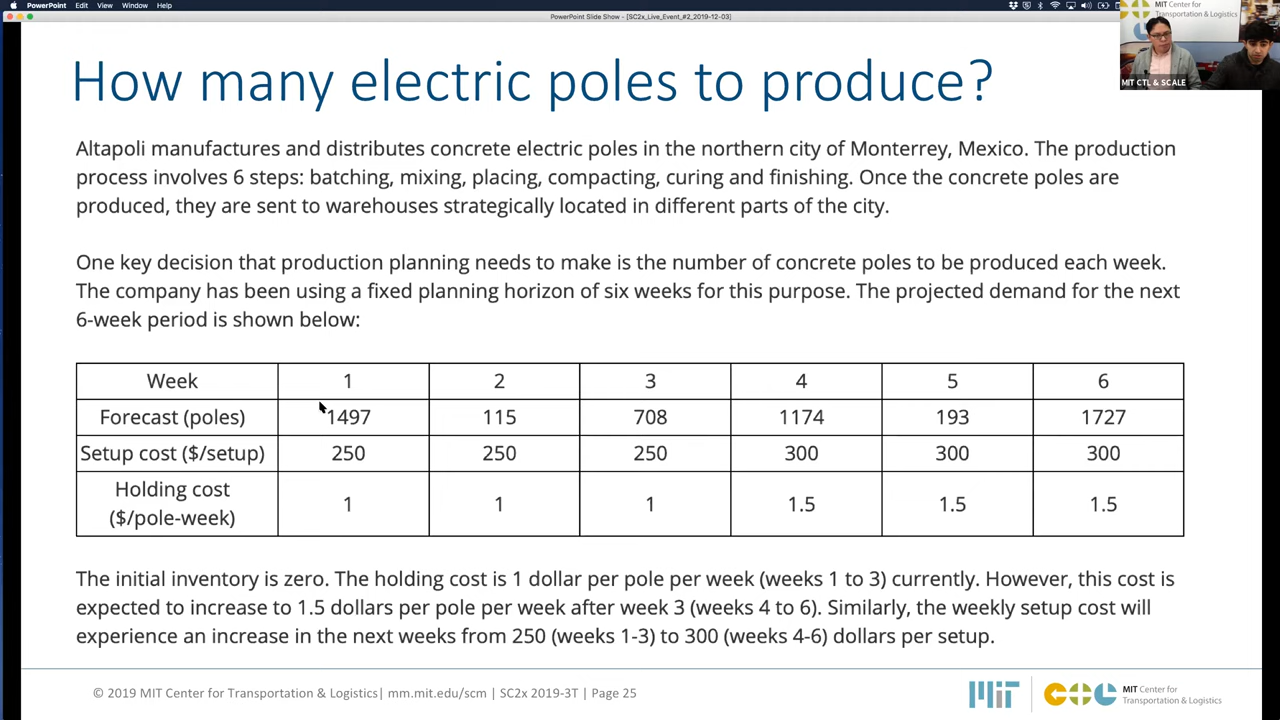 PowerPoint Edit View Window Help
PowerPoint Slide Show - [SC2x_Live_Event_#2_2019-12-03]
MIT Center for
Transportation & Logistics
MIT CTL & SCALE
How many electric poles to produce?
Altapoli manufactures and distributes concrete electric poles in the northern city of Monterrey, Mexico. The production
process involves 6 steps: batching, mixing, placing, compacting, curing and finishing. Once the concrete poles are
produced, they are sent to warehouses strategically located in different parts of the city.
One key decision that production planning needs to make is the number of concrete poles to be produced each week.
The company has been using a fixed planning horizon of six weeks for this purpose. The projected demand for the next
6-week period is shown below:
Week 1 2 3 4 5 6
Forecast (poles) 1497 115 708 1174 193 1727
Setup cost ($/setup) 250 250 250 300 300 300
Holding cost
($/pole-week) 1 1 1 1.5 1.5 1.5
The initial inventory is zero. The holding cost is 1 dollar per pole per week (weeks 1 to 3) currently. However, this cost is
expected to increase to 1.5 dollars per pole per week after week 3 (weeks 4 to 6). Similarly, the weekly setup cost will
experience an increase in the next weeks from 250 (weeks 1-3) to 300 (weeks 4-6) dollars per setup.
© 2019 MIT Center for Transportation & Logistics| mm.mit.edu/scm | SC2x 2019-3T | Page 25
MIT
CTL
MIT Center for
Transportation & Logistics